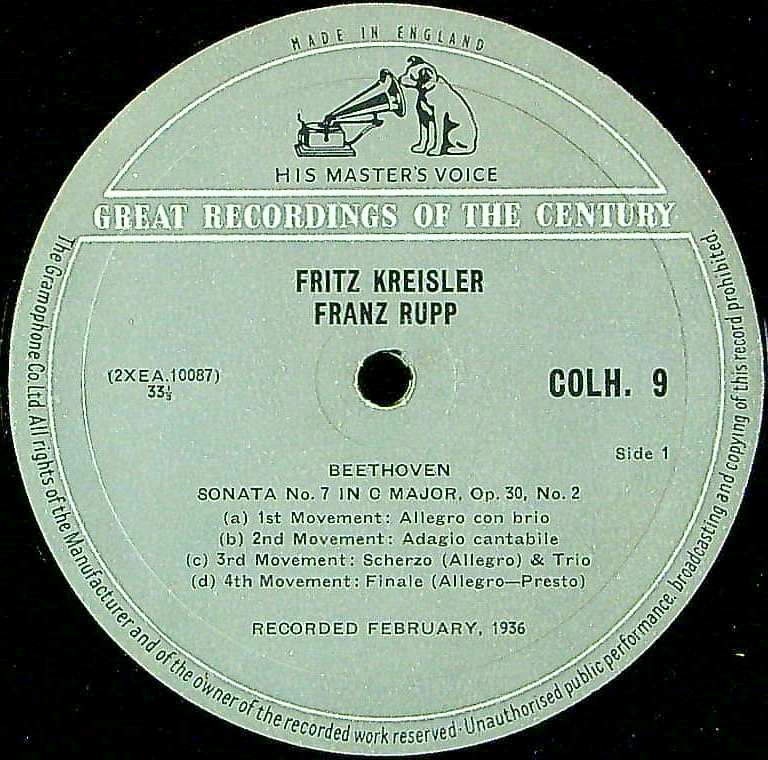 MADE IN ENGLAND
HIS MASTER'S VOICE
GREAT RECORDINGS OF THE CENTURY
FRITZ KREISLER
FRANZ RUPP
(2XEA.10087)
33⅓
COLH. 9
Side 1
BEETHOVEN
SONATA No. 7 IN C MAJOR, Op. 30, No. 2
(a) 1st Movement: Allegro con brio
(b) 2nd Movement: Adagio cantabile
(c) 3rd Movement: Scherzo (Allegro) & Trio
(d) 4th Movement: Finale (Allegro—Presto)
RECORDED FEBRUARY, 1936
The Gramophone Co. Ltd. All rights of the Manufacturer and of the owner of the recorded work reserved · Unauthorised public performance, broadcasting and copying of this record prohibited.